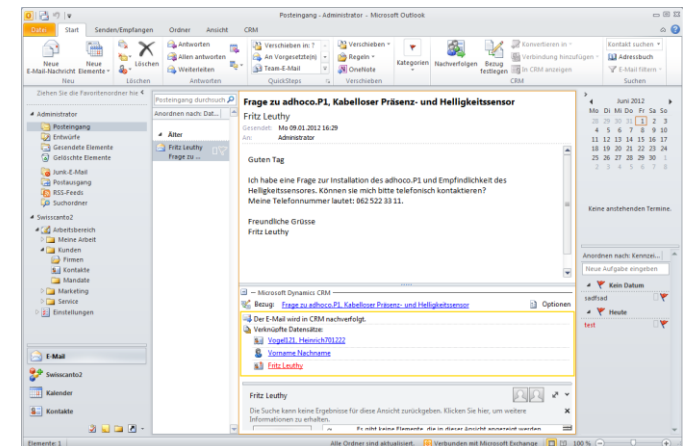 Posteingang - Administrator - Microsoft Outlook
Datei Start Senden/Empfangen Ordner Ansicht CRM
Neue E-Mail-Nachricht
Neue Elemente
Neu
Löschen
Löschen
Antworten
Allen antworten
Weiterleiten
Antworten
Verschieben in: ?
An Vorgesetzte(n)
Team-E-Mail
QuickSteps
Verschieben
Regeln
OneNote
Verschieben
Kategorien
Nachverfolgen
Bezug festlegen
Konvertieren in
Verbindung hinzufügen
In CRM anzeigen
CRM
Kontakt suchen
Adressbuch
E-Mail filtern
Suchen
Ziehen Sie die Favoritenordner hie
Administrator
Posteingang
Entwürfe
Gesendete Elemente
Gelöschte Elemente
Junk-E-Mail
Postausgang
RSS-Feeds
Suchordner
Swisscanto2
Arbeitsbereich
Meine Arbeit
Kunden
Firmen
Kontakte
Mandate
Marketing
Service
Einstellungen
E-Mail
Swisscanto2
Kalender
Kontakte
Posteingang durchsuch
Anordnen nach: Dat...
Älter
Fritz Leuthy
Frage zu ...
Frage zu adhoco.P1, Kabelloser Präsenz- und Helligkeitssensor
Fritz Leuthy
Gesendet: Mo 09.01.2012 16:29
An: Administrator
Guten Tag
Ich habe eine Frage zur Installation des adhoco.P1 und Empfindlichkeit des
Helligkeitssensores. Können sie mich bitte telefonisch kontaktieren?
Meine Telefonnummer lautet: 062 522 33 11.
Freundliche Grüsse
Fritz Leuthy
Microsoft Dynamics CRM
Bezug: Frage zu adhoco.P1, Kabelloser Präsenz- und Helligkeitssensor Optionen
Der E-Mail wird in CRM nachverfolgt.
Verknüpfte Datensätze:
Vogel121, Heinrich701222
Vorname Nachname
Fritz Leuthy
Fritz Leuthy
Die Suche kann keine Ergebnisse für diese Ansicht zurückgeben. Klicken Sie hier, um weitere
Informationen zu erhalten.
Es gibt keine Elemente, die in dieser Ansicht angezeigt werden
Juni 2012
Mo Di Mi Do Fr Sa So
28 29 30 31 1 2 3
4 5 6 7 8 9 10
11 12 13 14 15 16 17
18 19 20 21 22 23 24
25 26 27 28 29 30 1
2 3 4 5 6 7 8
Keine anstehenden Termine.
Anordnen nach: Kennzei...
Neue Aufgabe eingeben
Kein Datum
sadfsad
Heute
test
Elemente: 1
Alle Ordner sind aktualisiert.
Verbunden mit Microsoft Exchange
100 %